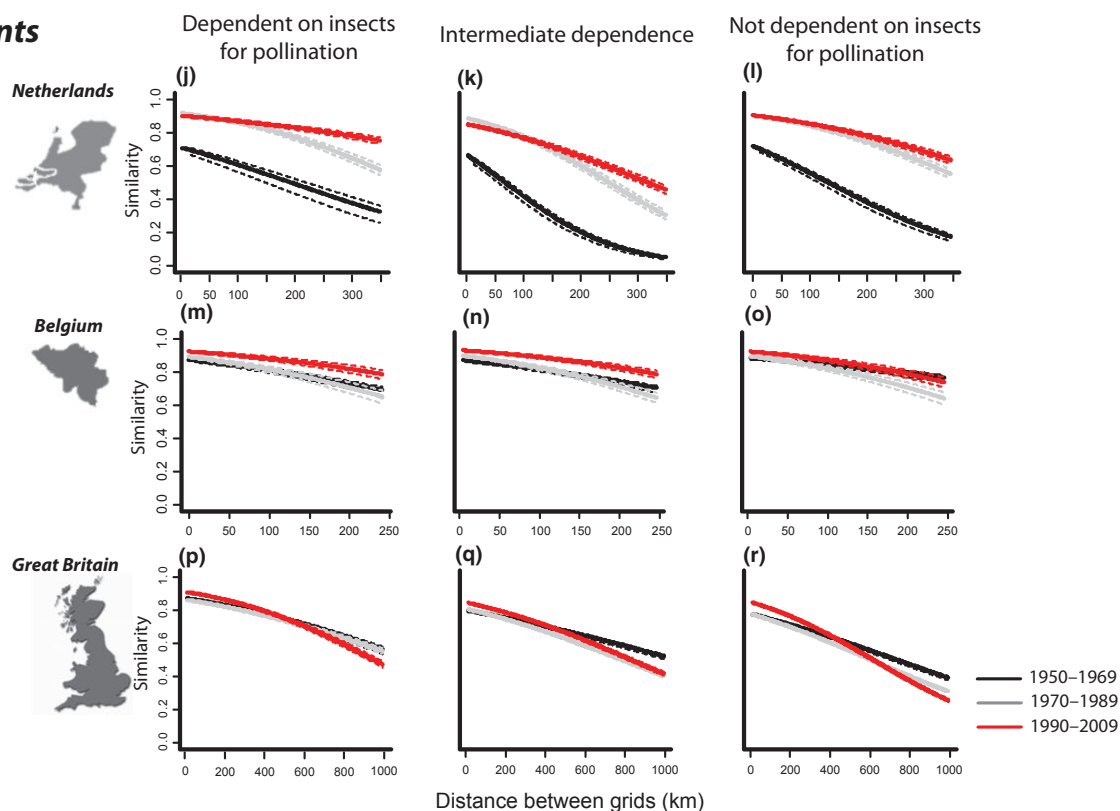 nts
Dependent on insects
for pollination
Intermediate dependence
Not dependent on insects
for pollination
Netherlands
(j)
(k)
(l)
Similarity
0.0 0.2 0.4 0.6 0.8 1.0
0 50 100 200 300
0 50 100 200 300
0 50 100 200 300
Belgium
(m)
(n)
(o)
Similarity
0.0 0.2 0.4 0.6 0.8 1.0
0 50 100 150 200 250
0 50 100 150 200 250
0 50 100 150 200 250
Great Britain
(p)
(q)
(r)
Similarity
0.0 0.2 0.4 0.6 0.8 1.0
0 200 400 600 800 1000
0 200 400 600 800 1000
0 200 400 600 800 1000
1950–1969
1970–1989
1990–2009
Distance between grids (km)